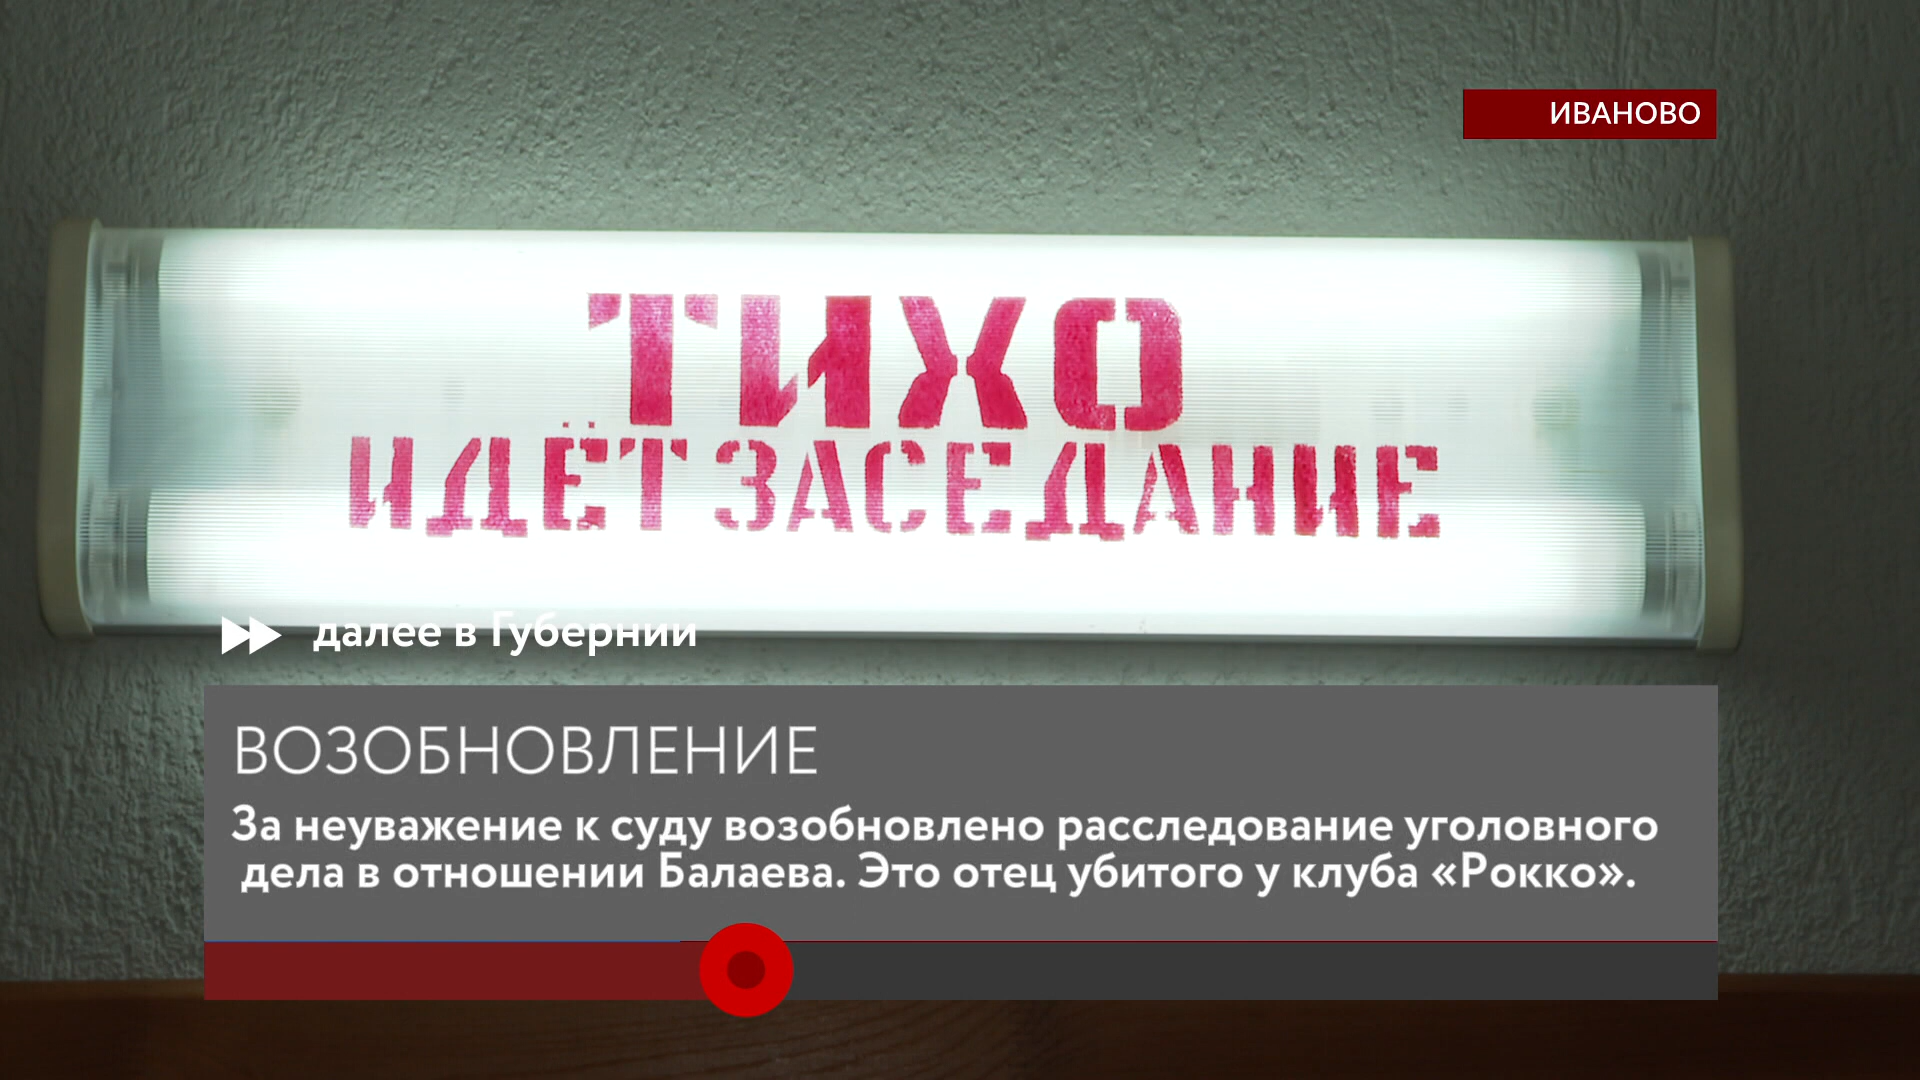 ИВАНОВО
ТИХО
ИДЁТ ЗАСЕДАНИЕ
далее в Губернии
ВОЗОБНОВЛЕНИЕ
За неуважение к суду возобновлено расследование уголовного
дела в отношении Балаева. Это отец убитого у клуба «Рокко».